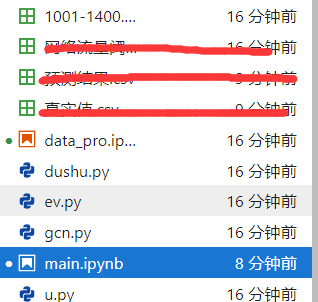 1001-1400.... 16 分钟前
网络流量阈... 16 分钟前
预测结果.csv 分钟前
真实值.csv 9 分钟前
data_pro.ip... 16 分钟前
dushu.py 16 分钟前
ev.py 16 分钟前
gcn.py 16 分钟前
main.ipynb 8 分钟前
u.py 16 分钟前